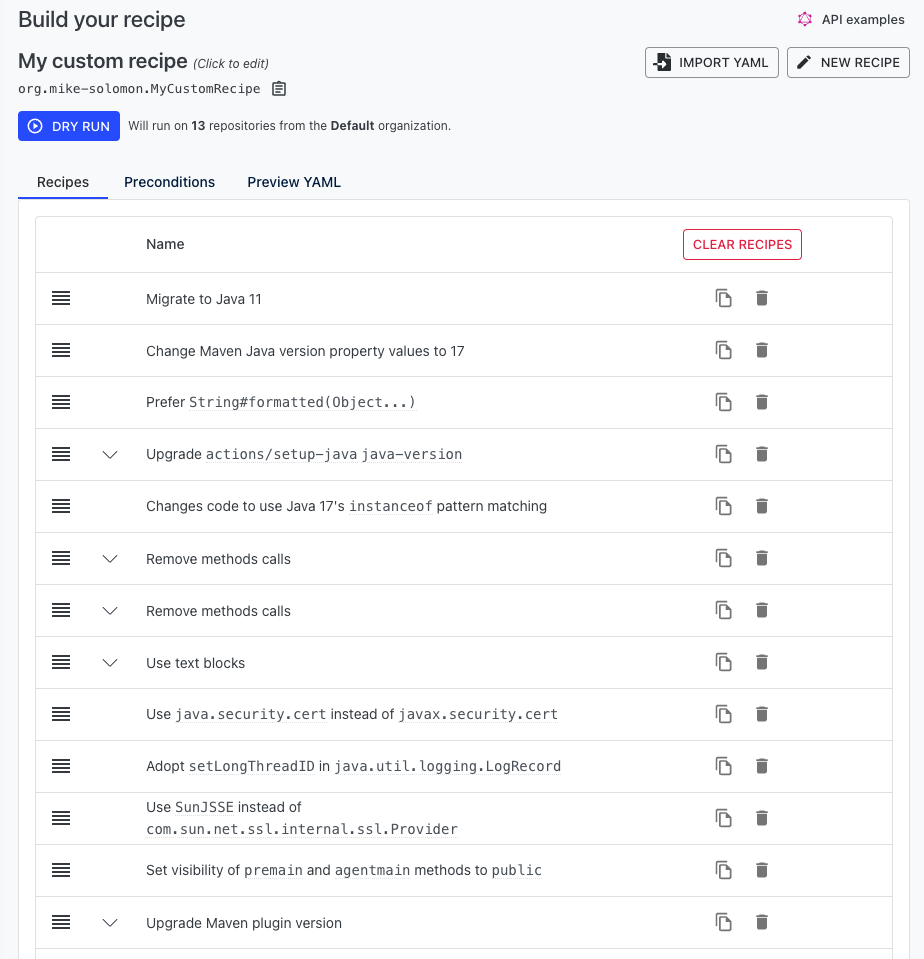 Build your recipe
API examples
My custom recipe (Click to edit)
IMPORT YAML
NEW RECIPE
org.mike-solomon.MyCustomRecipe
DRY RUN
Will run on 13 repositories from the Default organization.
Recipes
Preconditions
Preview YAML
Name
CLEAR RECIPES
Migrate to Java 11
Change Maven Java version property values to 17
Prefer String#formatted(Object...)
Upgrade actions/setup-java java-version
Changes code to use Java 17's instanceof pattern matching
Remove methods calls
Remove methods calls
Use text blocks
Use java.security.cert instead of javax.security.cert
Adopt setLongThreadID in java.util.logging.LogRecord
Use SunJSSE instead of
com.sun.net.ssl.internal.ssl.Provider
Set visibility of premain and agentmain methods to public
Upgrade Maven plugin version